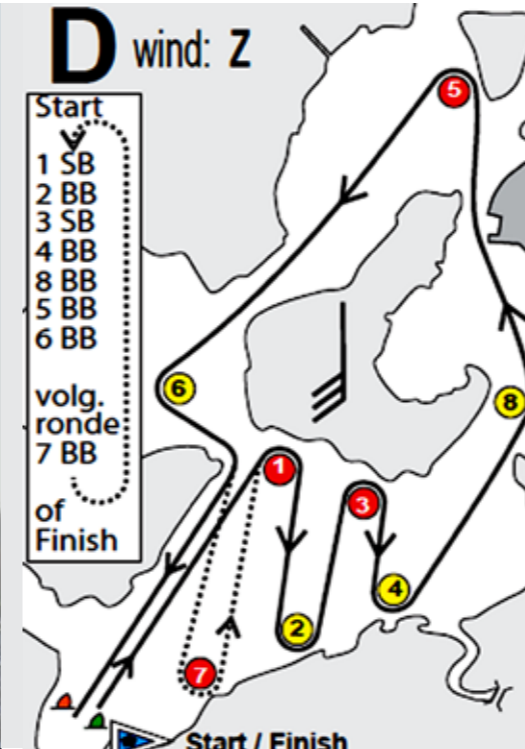 D wind: Z
Start
1 SB
2 BB
3 SB
4 BB
8 BB
5 BB
6 BB
volg.
ronde
7 BB
of
Finish
5
6
8
1
3
4
2
7
Start / Finish